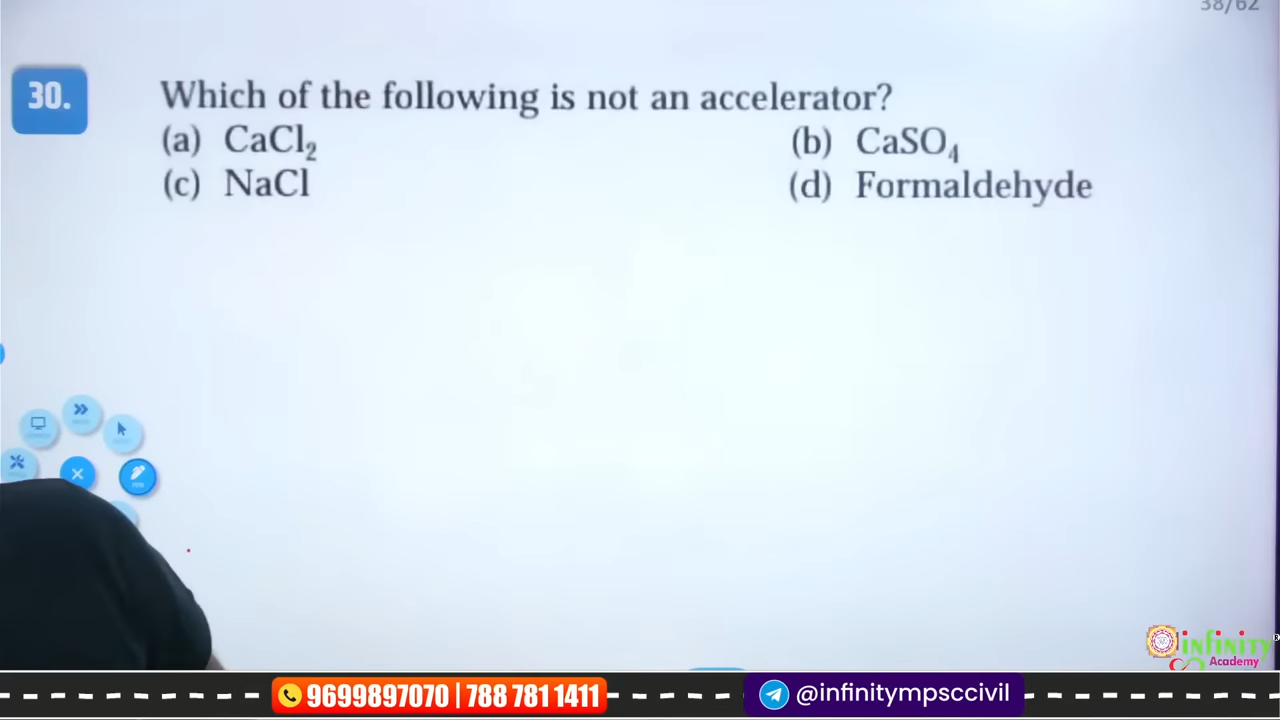 38/62
30.
Which of the following is not an accelerator?
(a) CaCl₂ (b) CaSO₄
(c) NaCl (d) Formaldehyde
infinity
Academy
9699897070 | 788 781 1411 @infinitympsccivil